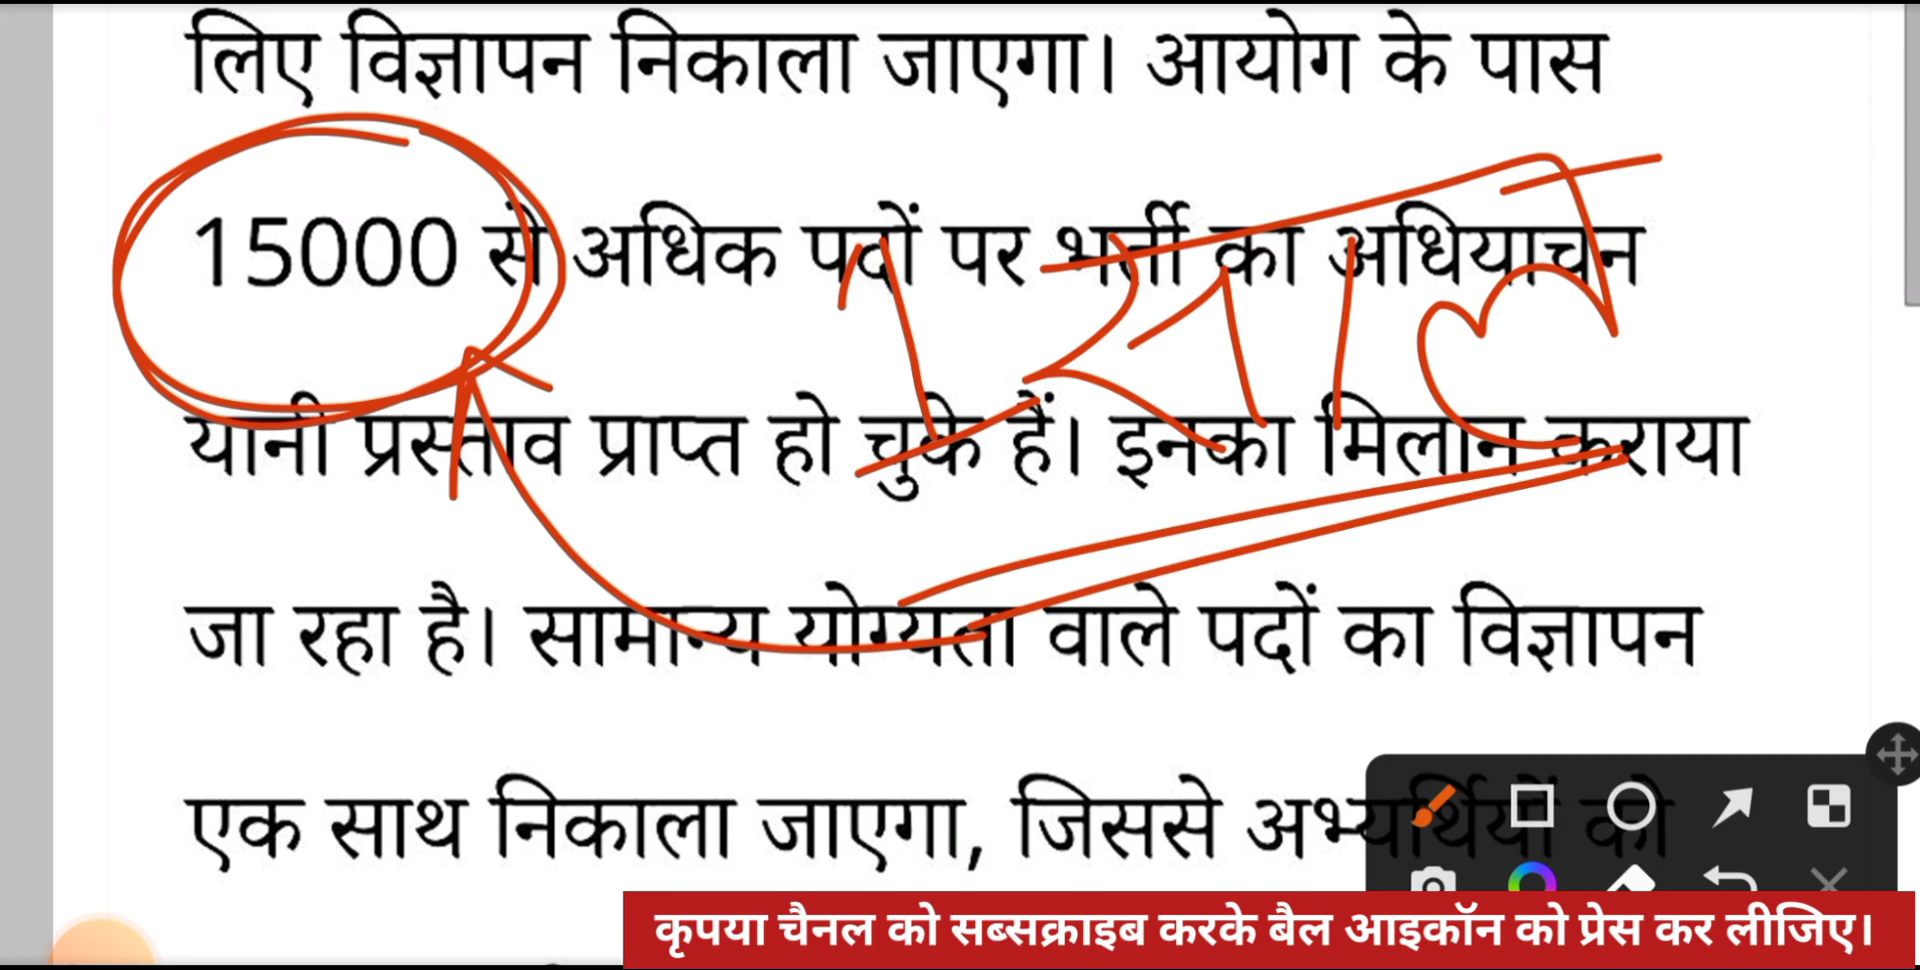 लिए विज्ञापन निकाला जाएगा। आयोग के पास
15000 से अधिक पदों पर भर्ती का अधियाचन
1 साल
यानी प्रस्ताव प्राप्त हो चुके हैं। इनका मिलान कराया
जा रहा है। सामान्य योग्यता वाले पदों का विज्ञापन
एक साथ निकाला जाएगा, जिससे अभ्यर्थियों को
कृपया चैनल को सब्सक्राइब करके बैल आइकॉन को प्रेस कर लीजिए।